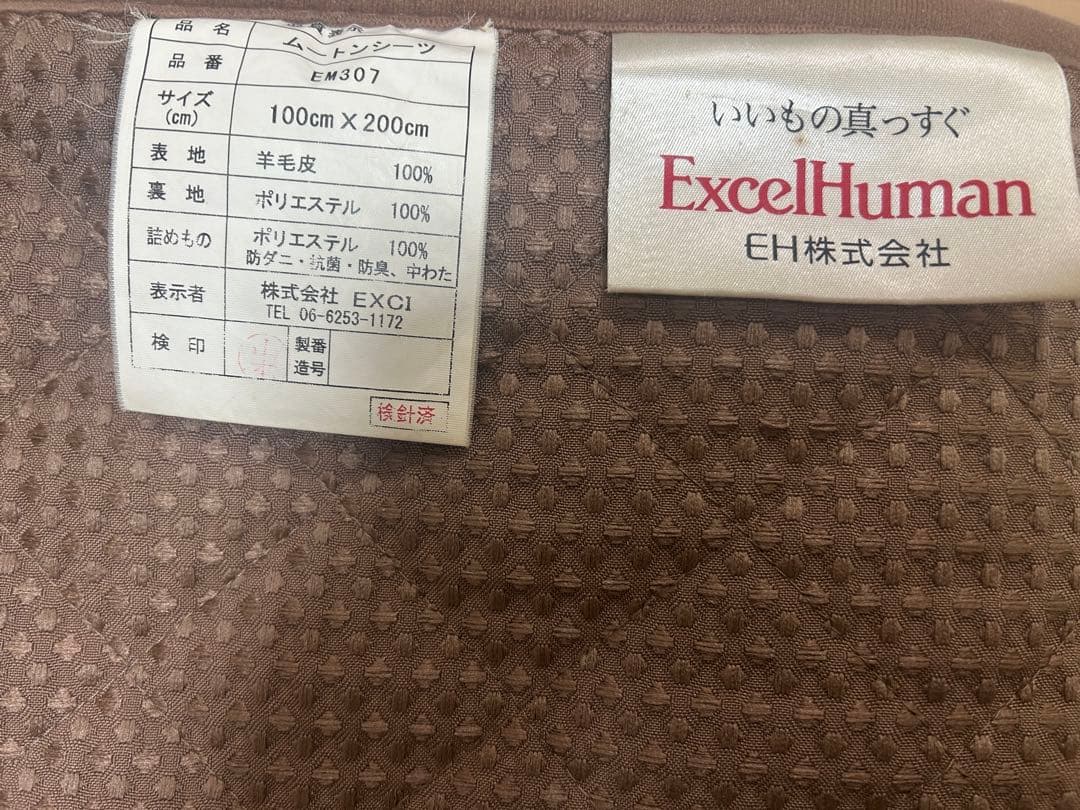 品名 ムートンシーツ
品番 EM307
サイズ 100cm X 200cm
(cm)
表地 羊毛皮 100%
裏地 ポリエステル 100%
詰めもの ポリエステル 100%
防ダニ・抗菌・防臭、中わた
表示者 株式会社 EXCI
TEL 06-6253-1172
検印 製番
造号
検針済
いいもの真っすぐ
ExcelHuman
EH株式会社